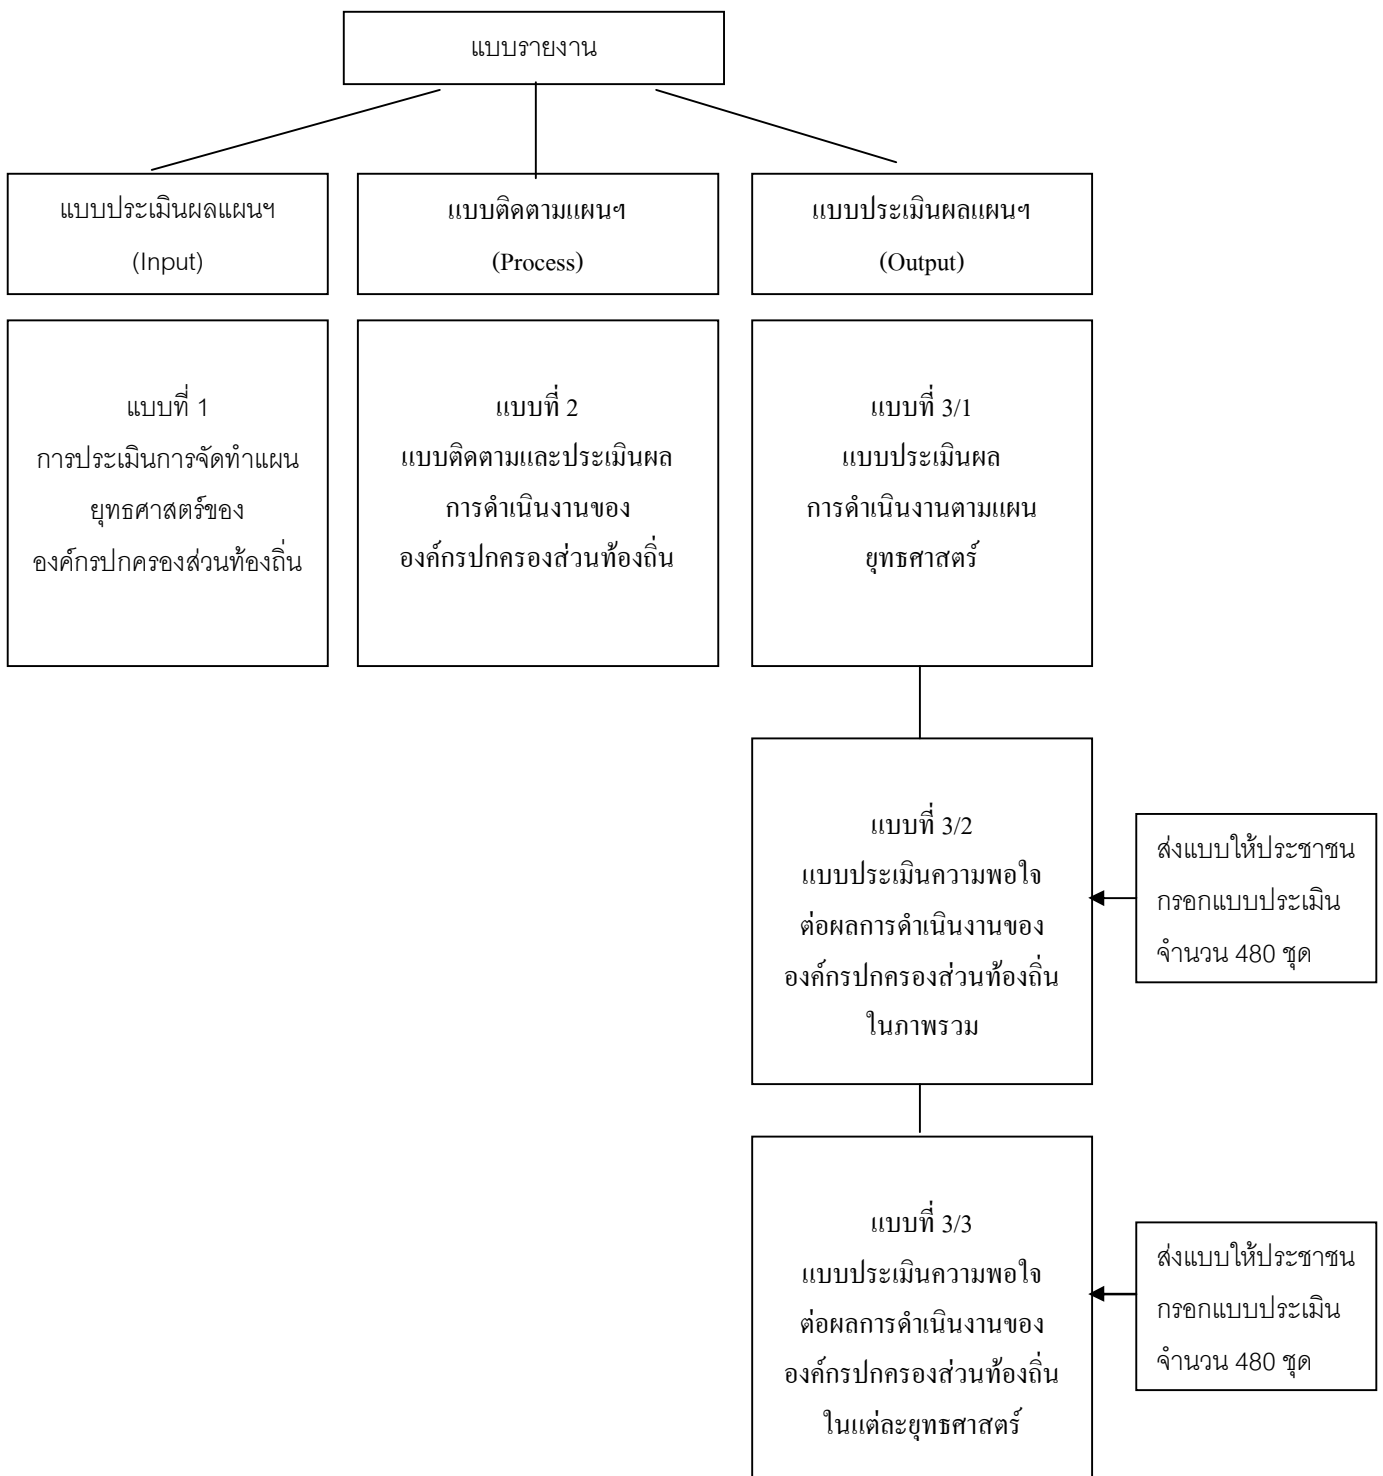 แบบรายงาน
แบบประเมินผลแผนฯ
(Input)
แบบติดตามแผนฯ
(Process)
แบบประเมินผลแผนฯ
(Output)
แบบที่ 1
การประเมินการจัดทำแผน
ยุทธศาสตร์ของ
องค์กรปกครองส่วนท้องถิ่น
แบบที่ 2
แบบติดตามและประเมินผล
การดำเนินงานของ
องค์กรปกครองส่วนท้องถิ่น
แบบที่ 3/1
แบบประเมินผล
การดำเนินงานตามแผน
ยุทธศาสตร์
แบบที่ 3/2
แบบประเมินความพอใจ
ต่อผลการดำเนินงานของ
องค์กรปกครองส่วนท้องถิ่น
ในภาพรวม
ส่งแบบให้ประชาชน
กรอกแบบประเมิน
จำนวน 480 ชุด
แบบที่ 3/3
แบบประเมินความพอใจ
ต่อผลการดำเนินงานของ
องค์กรปกครองส่วนท้องถิ่น
ในแต่ละยุทธศาสตร์
ส่งแบบให้ประชาชน
กรอกแบบประเมิน
จำนวน 480 ชุด